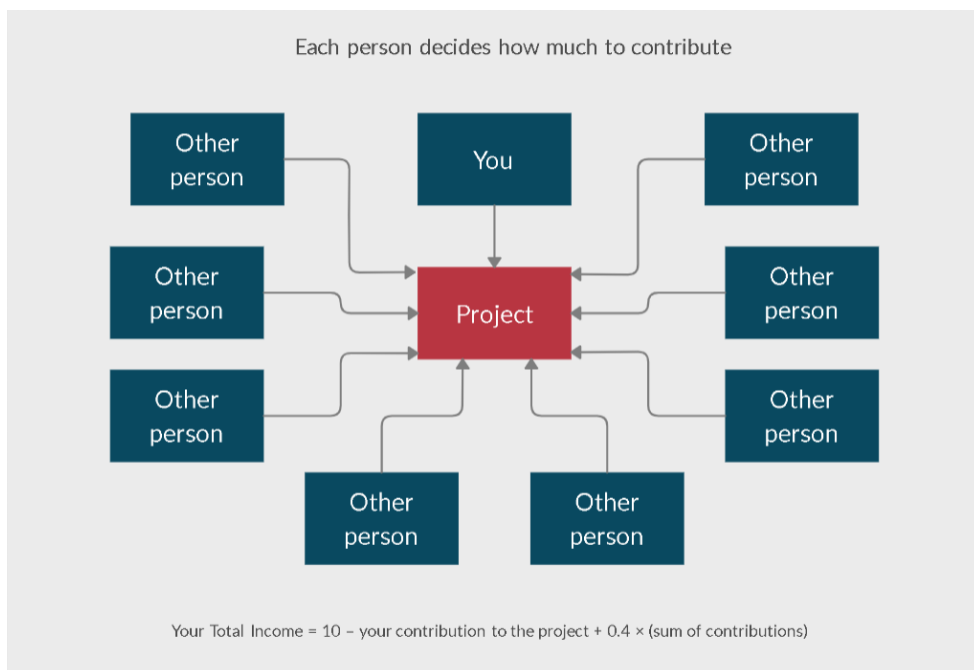 Each person decides how much to contribute
Other
person
You
Other
person
Other
person
Project
Other
person
Other
person
Other
person
Other
person
Other
person
Your Total Income = 10 – your contribution to the project + 0.4 × (sum of contributions)